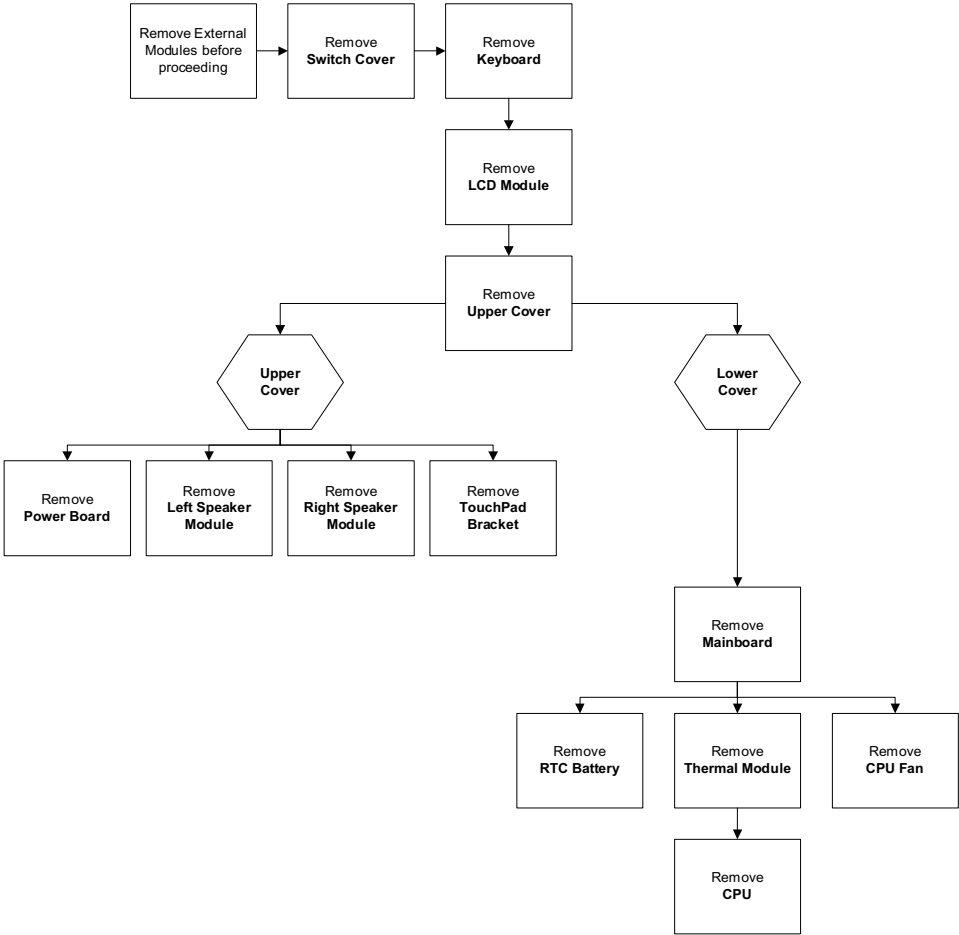 Remove External
Modules before
proceeding
Remove
Switch Cover
Remove
Keyboard
Remove
LCD Module
Remove
Upper Cover
Upper
Cover
Lower
Cover
Remove
Power Board
Remove
Left Speaker
Module
Remove
Right Speaker
Module
Remove
TouchPad
Bracket
Remove
Mainboard
Remove
RTC Battery
Remove
Thermal Module
Remove
CPU Fan
Remove
CPU